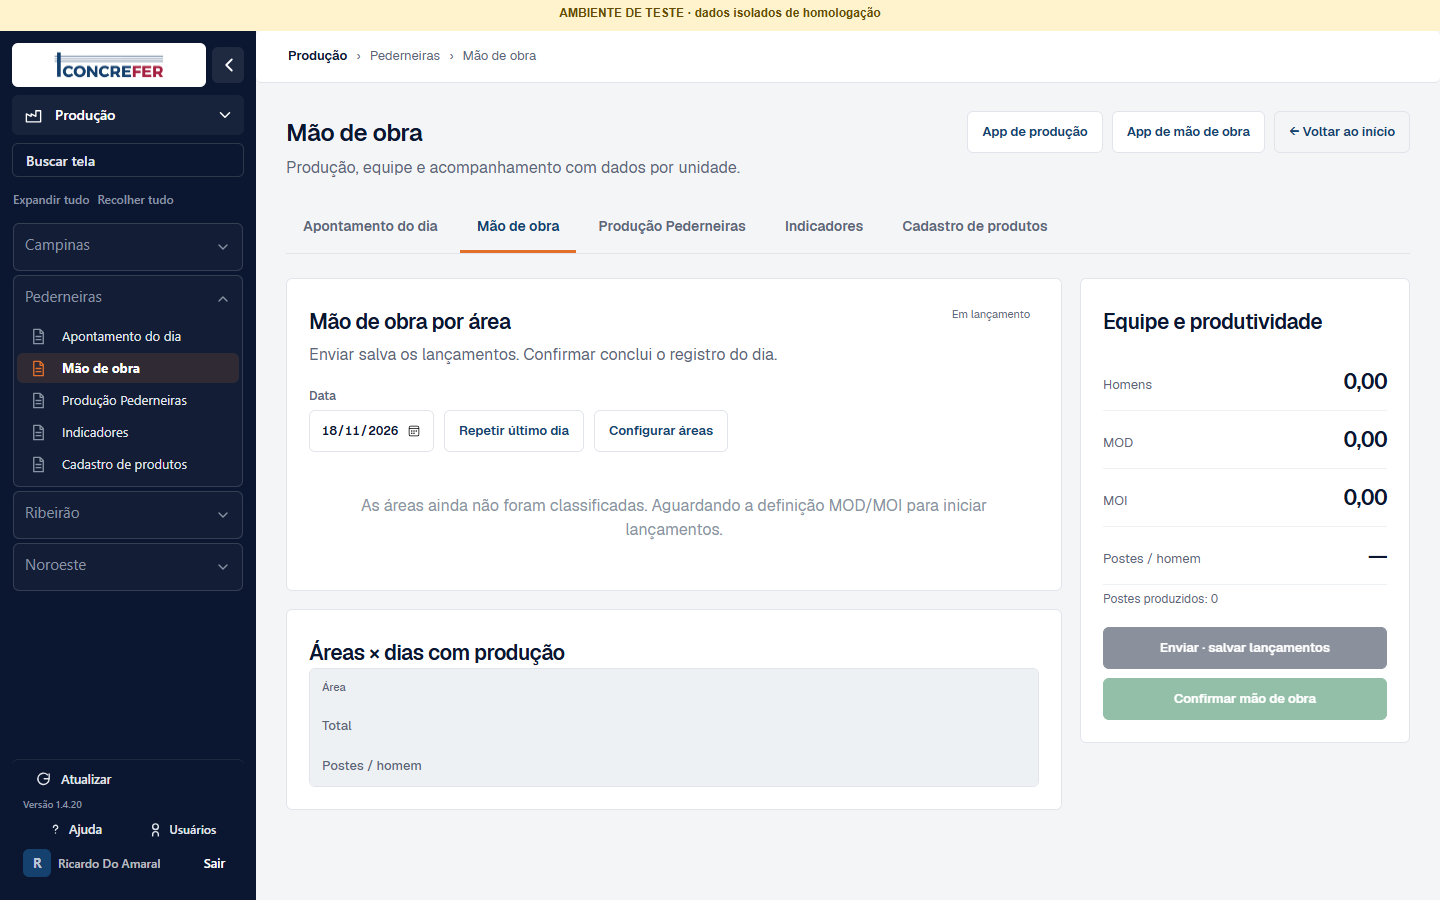 AMBIENTE DE TESTE · dados isolados de homologação
CONCREFER
Produção
Buscar tela
Expandir tudo Recolher tudo
Campinas
Pederneiras
Apontamento do dia
Mão de obra
Produção Pederneiras
Indicadores
Cadastro de produtos
Ribeirão
Noroeste
Atualizar
Versão 1.4.20
? Ajuda Usuários
R Ricardo Do Amaral Sair
Produção › Pederneiras › Mão de obra
Mão de obra
Produção, equipe e acompanhamento com dados por unidade.
App de produção App de mão de obra ← Voltar ao início
Apontamento do dia Mão de obra Produção Pederneiras Indicadores Cadastro de produtos
Mão de obra por área
Em lançamento
Enviar salva os lançamentos. Confirmar conclui o registro do dia.
Data
18/11/2026 Repetir último dia Configurar áreas
As áreas ainda não foram classificadas. Aguardando a definição MOD/MOI para iniciar
lançamentos.
Áreas × dias com produção
Área
Total
Postes / homem
Equipe e produtividade
Homens 0,00
MOD 0,00
MOI 0,00
Postes / homem —
Postes produzidos: 0
Enviar · salvar lançamentos
Confirmar mão de obra